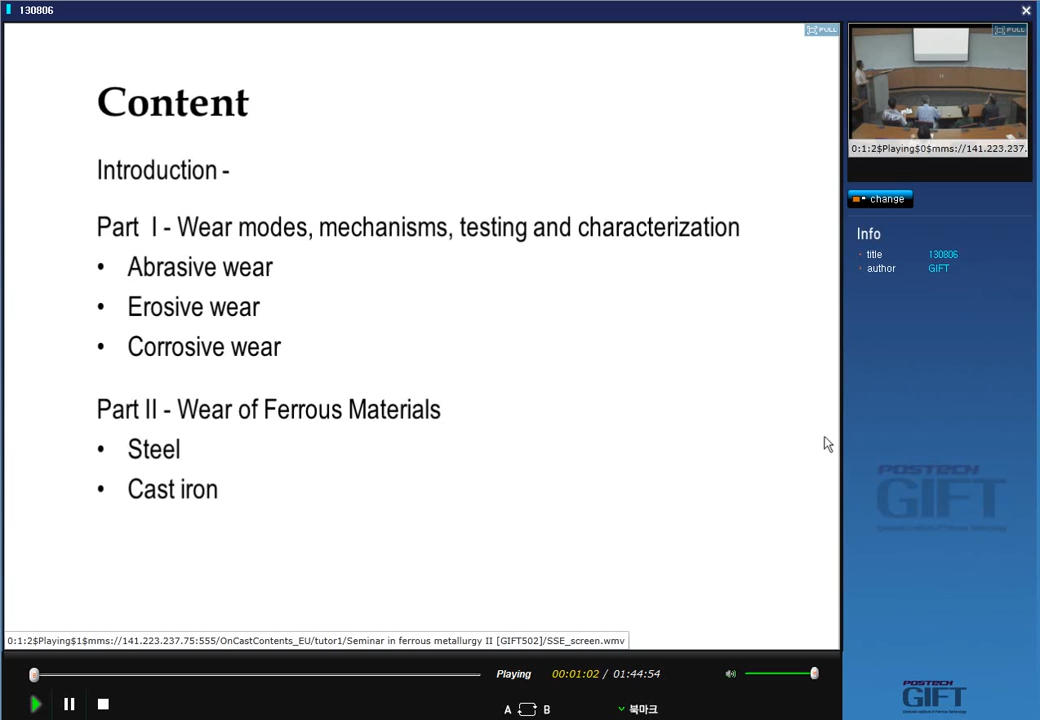 130806
FULL
Content
Introduction -
Part I - Wear modes, mechanisms, testing and characterization
• Abrasive wear
• Erosive wear
• Corrosive wear
Part II - Wear of Ferrous Materials
• Steel
• Cast iron
0:1:2$Playing$1$mms://141.223.237.75:555/OnCastContents_EU/tutor1/Seminar in ferrous metallurgy II [GIFT502]/SSE_screen.wmv
Playing 00:01:02 / 01:44:54
A B 북마크
FULL
0:1:2$Playing$0$mms://141.223.237.
change
Info
title 130806
author GIFT
POSTECH
GIFT
POSTECH
GIFT